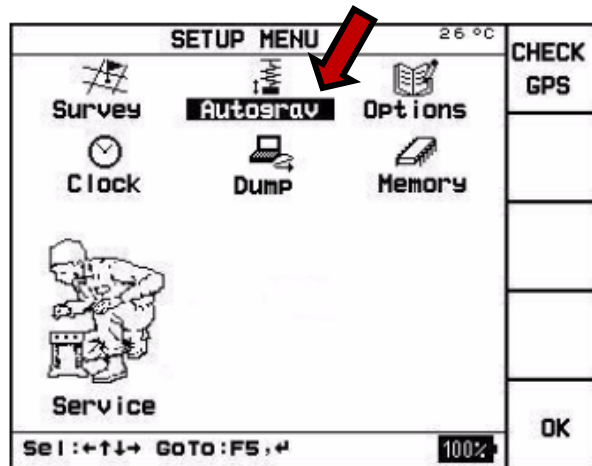 SETUP MENU
26 °C
CHECK
GPS
Survey
Autograv
Options
Clock
Dump
Memory
Service
Sel:←↑↓→ GoTo:F5,↵
100%
OK